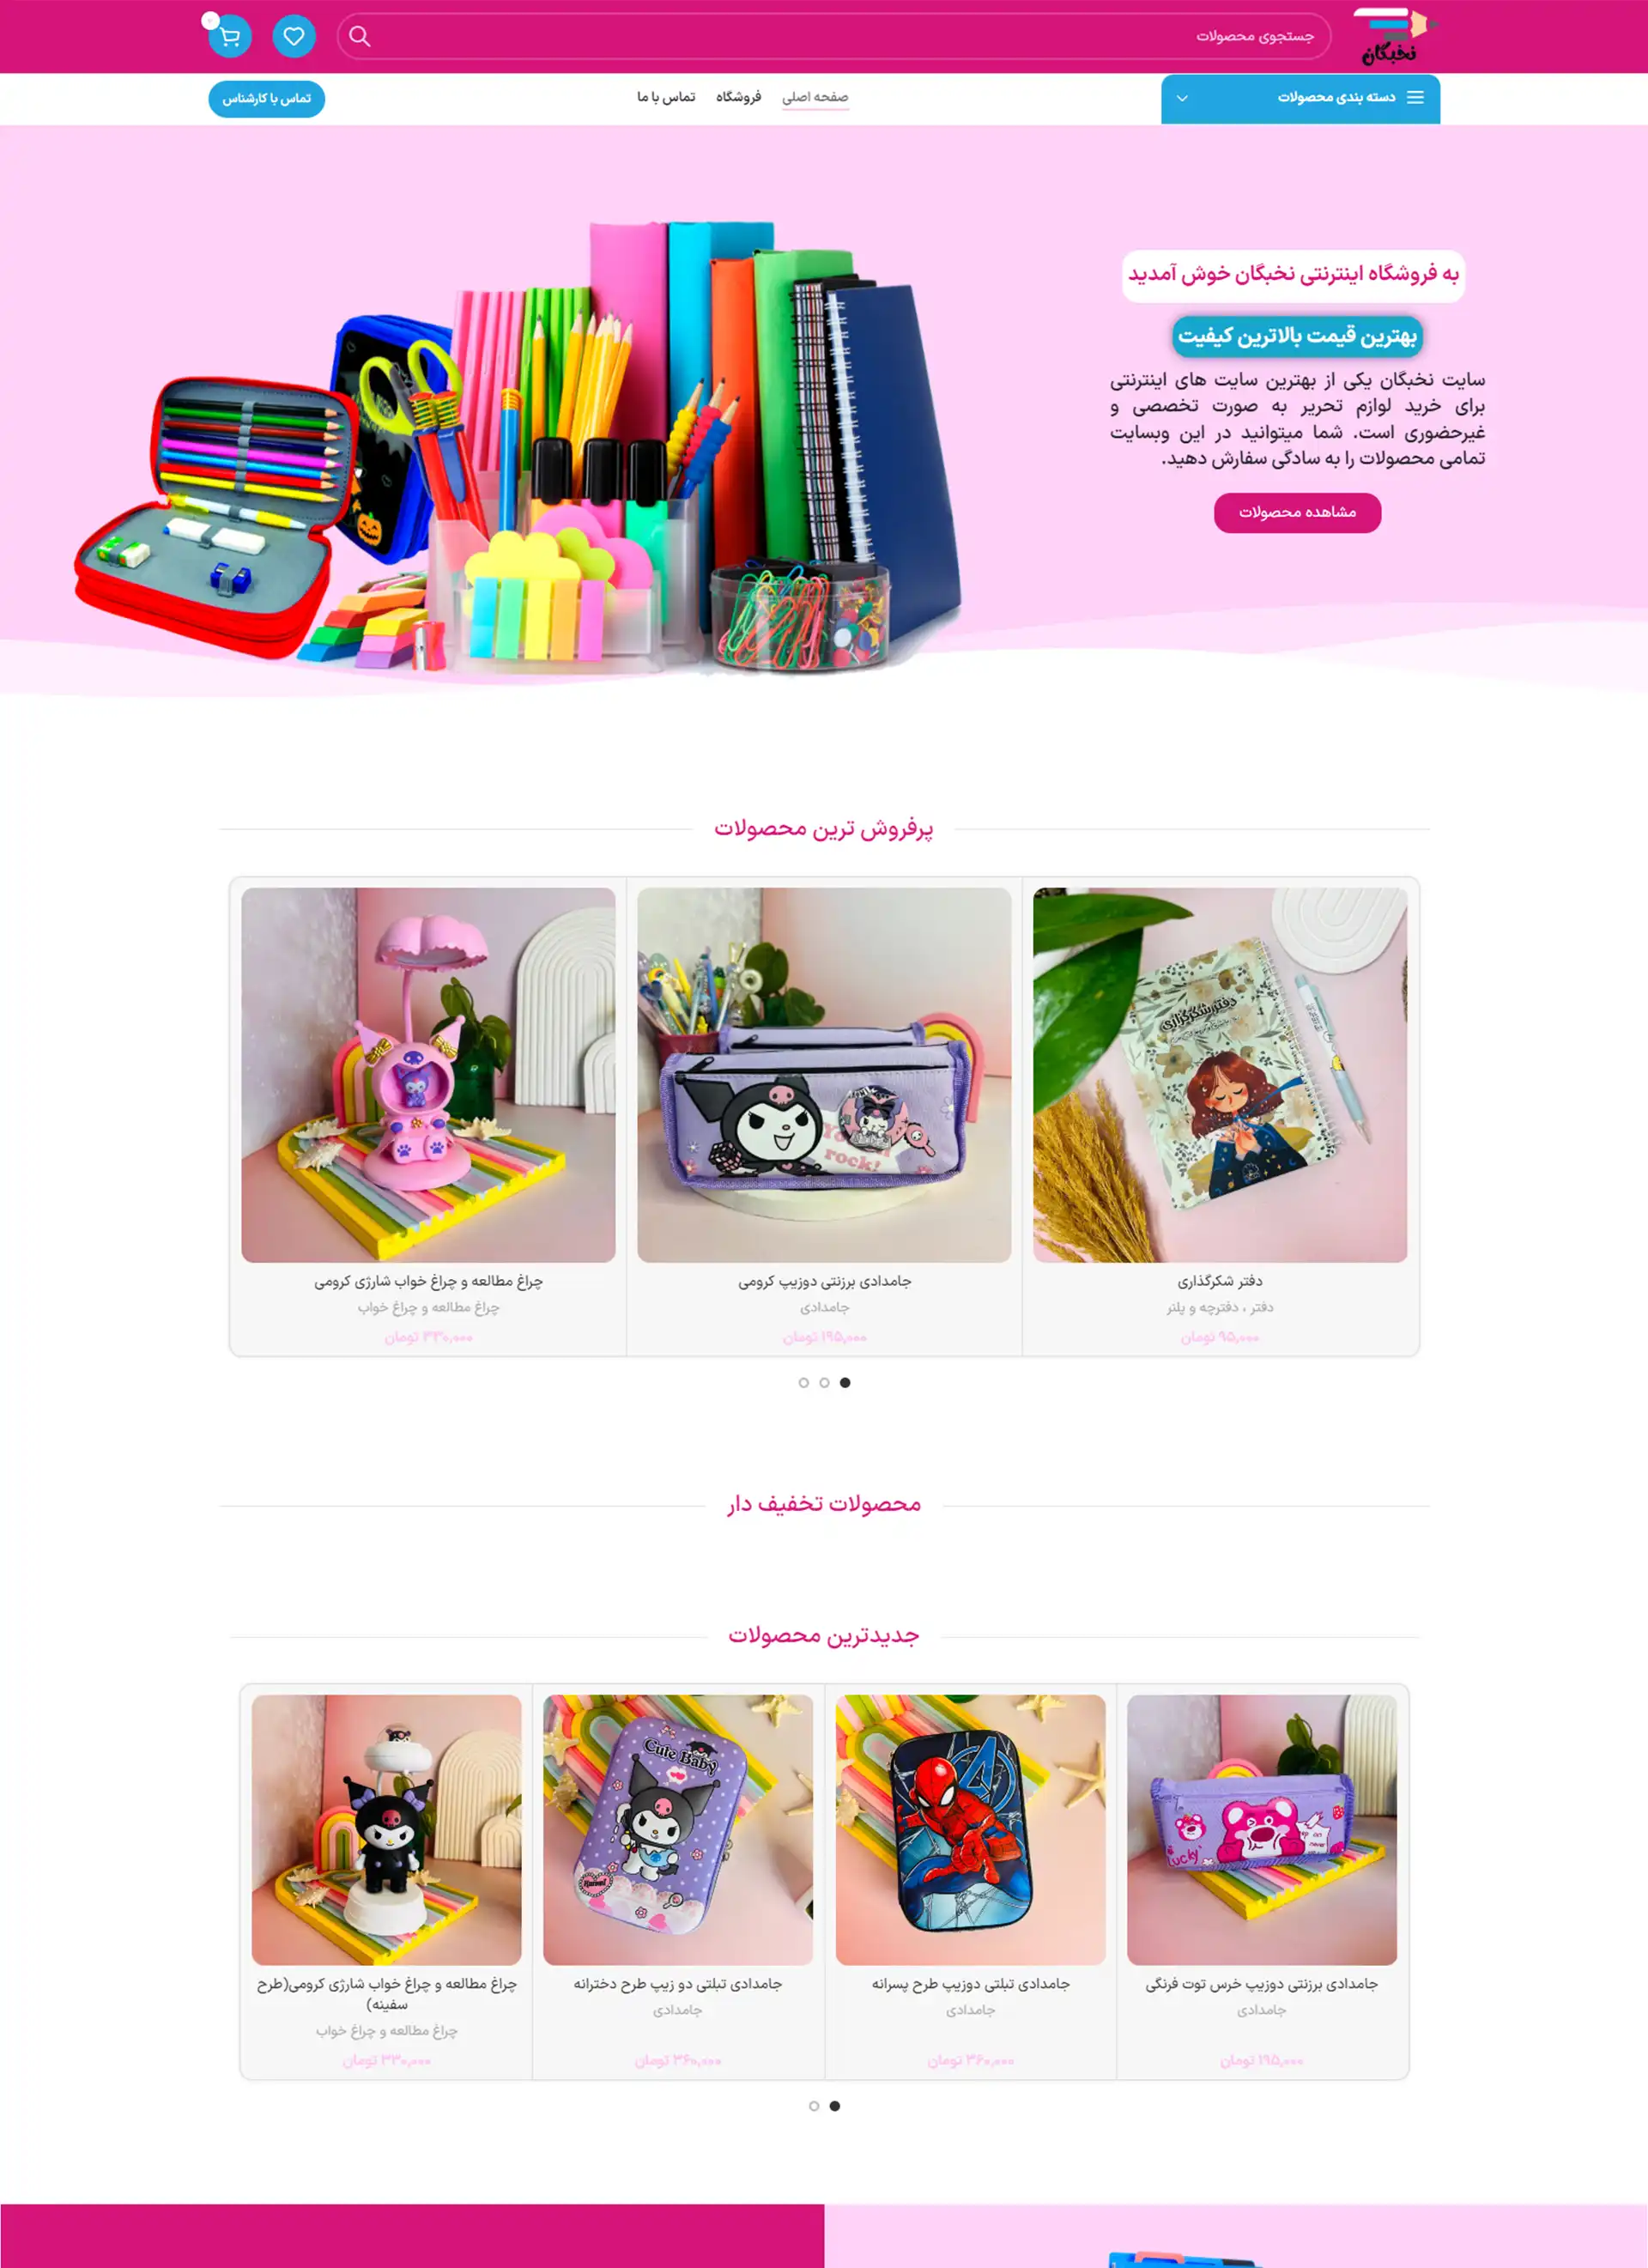 نخبگان
جستجوی محصولات
دسته بندی محصولات
صفحه اصلی
فروشگاه
تماس با ما
تماس با کارشناس
به فروشگاه اینترنتی نخبگان خوش آمدید
بهترین قیمت بالاترین کیفیت
سایت نخبگان یکی از بهترین سایت های اینترنتی
برای خرید لوازم تحریر به صورت تخصصی و
غیرحضوری است. شما میتوانید در این وبسایت
تمامی محصولات را به سادگی سفارش دهید.
مشاهده محصولات
پرفروش ترین محصولات
دفتر شکرگزاری
rock!
دفتر شکرگذاری
دفتر ، دفترچه و پلنر
۹۵,۰۰۰ تومان
جامدادی برزنتی دوزیپ کرومی
جامدادی
۱۹۵,۰۰۰ تومان
چراغ مطالعه و چراغ خواب شارژی کرومی
چراغ مطالعه و چراغ خواب
۳۳۰,۰۰۰ تومان
محصولات تخفیف دار
جدیدترین محصولات
Lucky
Cute Baby
جامدادی برزنتی دوزیپ خرس توت فرنگی
جامدادی
۱۹۵,۰۰۰ تومان
جامدادی تبلتی دوزیپ طرح پسرانه
جامدادی
۳۶۰,۰۰۰ تومان
جامدادی تبلتی دو زیپ طرح دخترانه
جامدادی
۳۶۰,۰۰۰ تومان
چراغ مطالعه و چراغ خواب شارژی کرومی(طرح
سفینه)
چراغ مطالعه و چراغ خواب
۳۳۰,۰۰۰ تومان